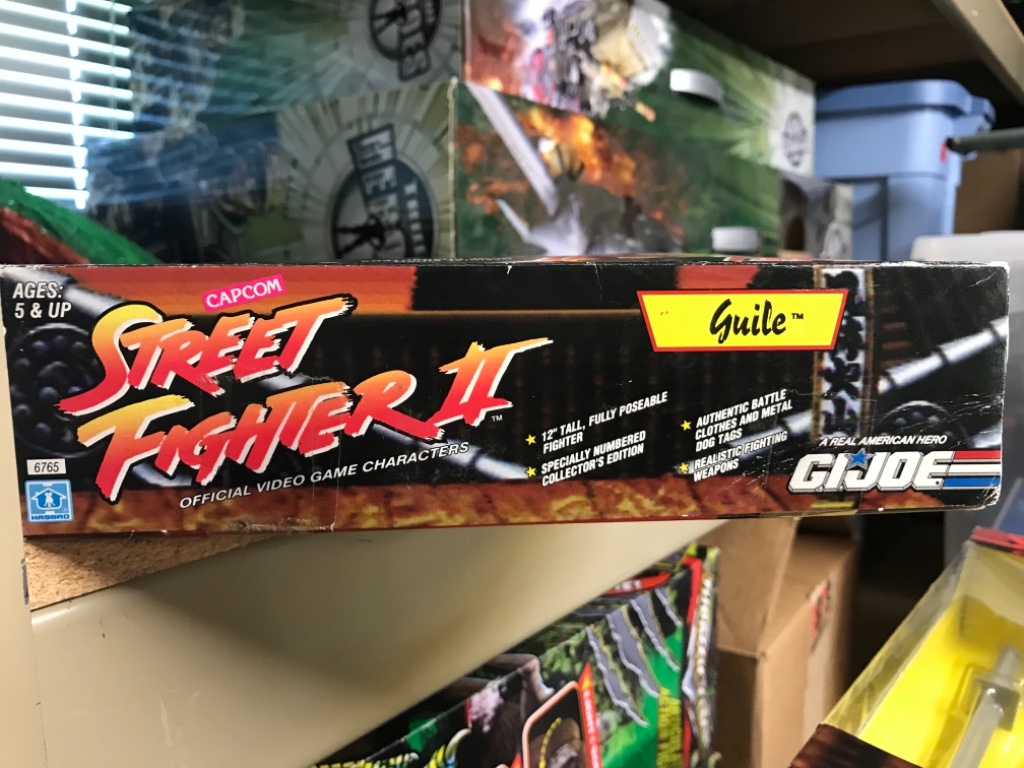 AGES:
5 & UP
CAPCOM
STREET
FIGHTER II™
OFFICIAL VIDEO GAME CHARACTERS
6765
HASBRO
Guile™
★ 12" TALL, FULLY POSEABLE
FIGHTER
★ SPECIALLY NUMBERED
COLLECTOR'S EDITION
★ AUTHENTIC BATTLE
CLOTHES AND METAL
DOG TAGS
★ REALISTIC FIGHTING
WEAPONS
A REAL AMERICAN HERO
G.I.JOE